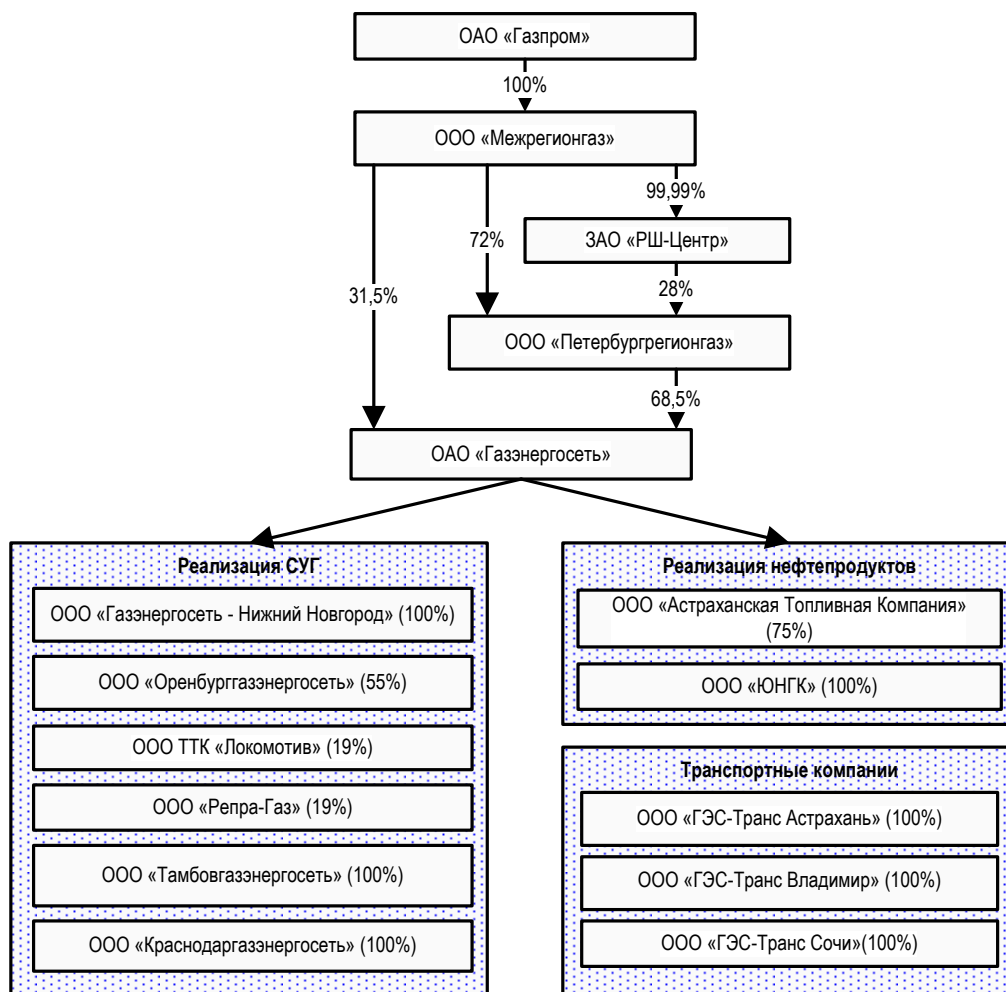 ОАО «Газпром»
100%
ООО «Межрегионгаз»
99,99%
ЗАО «РШ-Центр»
72%
31,5%
28%
ООО «Петербургрегионгаз»
68,5%
ОАО «Газэнергосеть»
Реализация СУГ
ООО «Газэнергосеть - Нижний Новгород» (100%)
ООО «Оренбурггазэнергосеть» (55%)
ООО ТТК «Локомотив» (19%)
ООО «Репра-Газ» (19%)
ООО «Тамбовгазэнергосеть» (100%)
ООО «Краснодаргазэнергосеть» (100%)
Реализация нефтепродуктов
ООО «Астраханская Топливная Компания»
(75%)
ООО «ЮНГК» (100%)
Транспортные компании
ООО «ГЭС-Транс Астрахань» (100%)
ООО «ГЭС-Транс Владимир» (100%)
ООО «ГЭС-Транс Сочи»(100%)